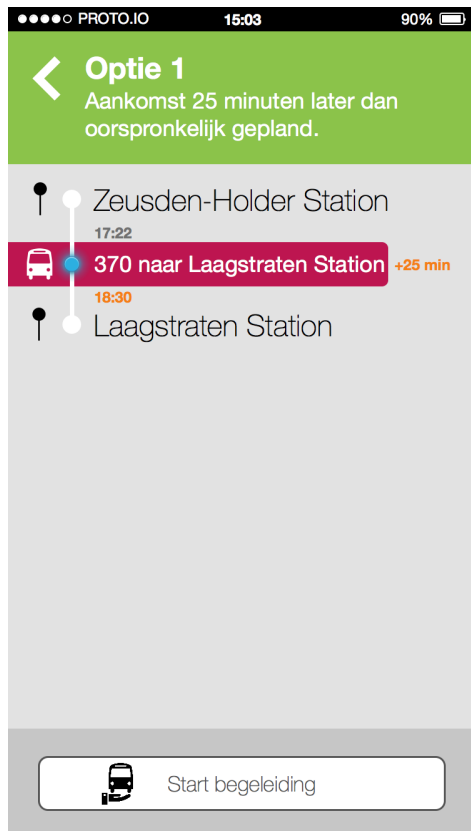 PROTO.IO 15:03 90%
Optie 1
Aankomst 25 minuten later dan
oorspronkelijk gepland.
Zeusden-Holder Station
17:22
370 naar Laagstraten Station +25 min
18:30
Laagstraten Station
Start begeleiding